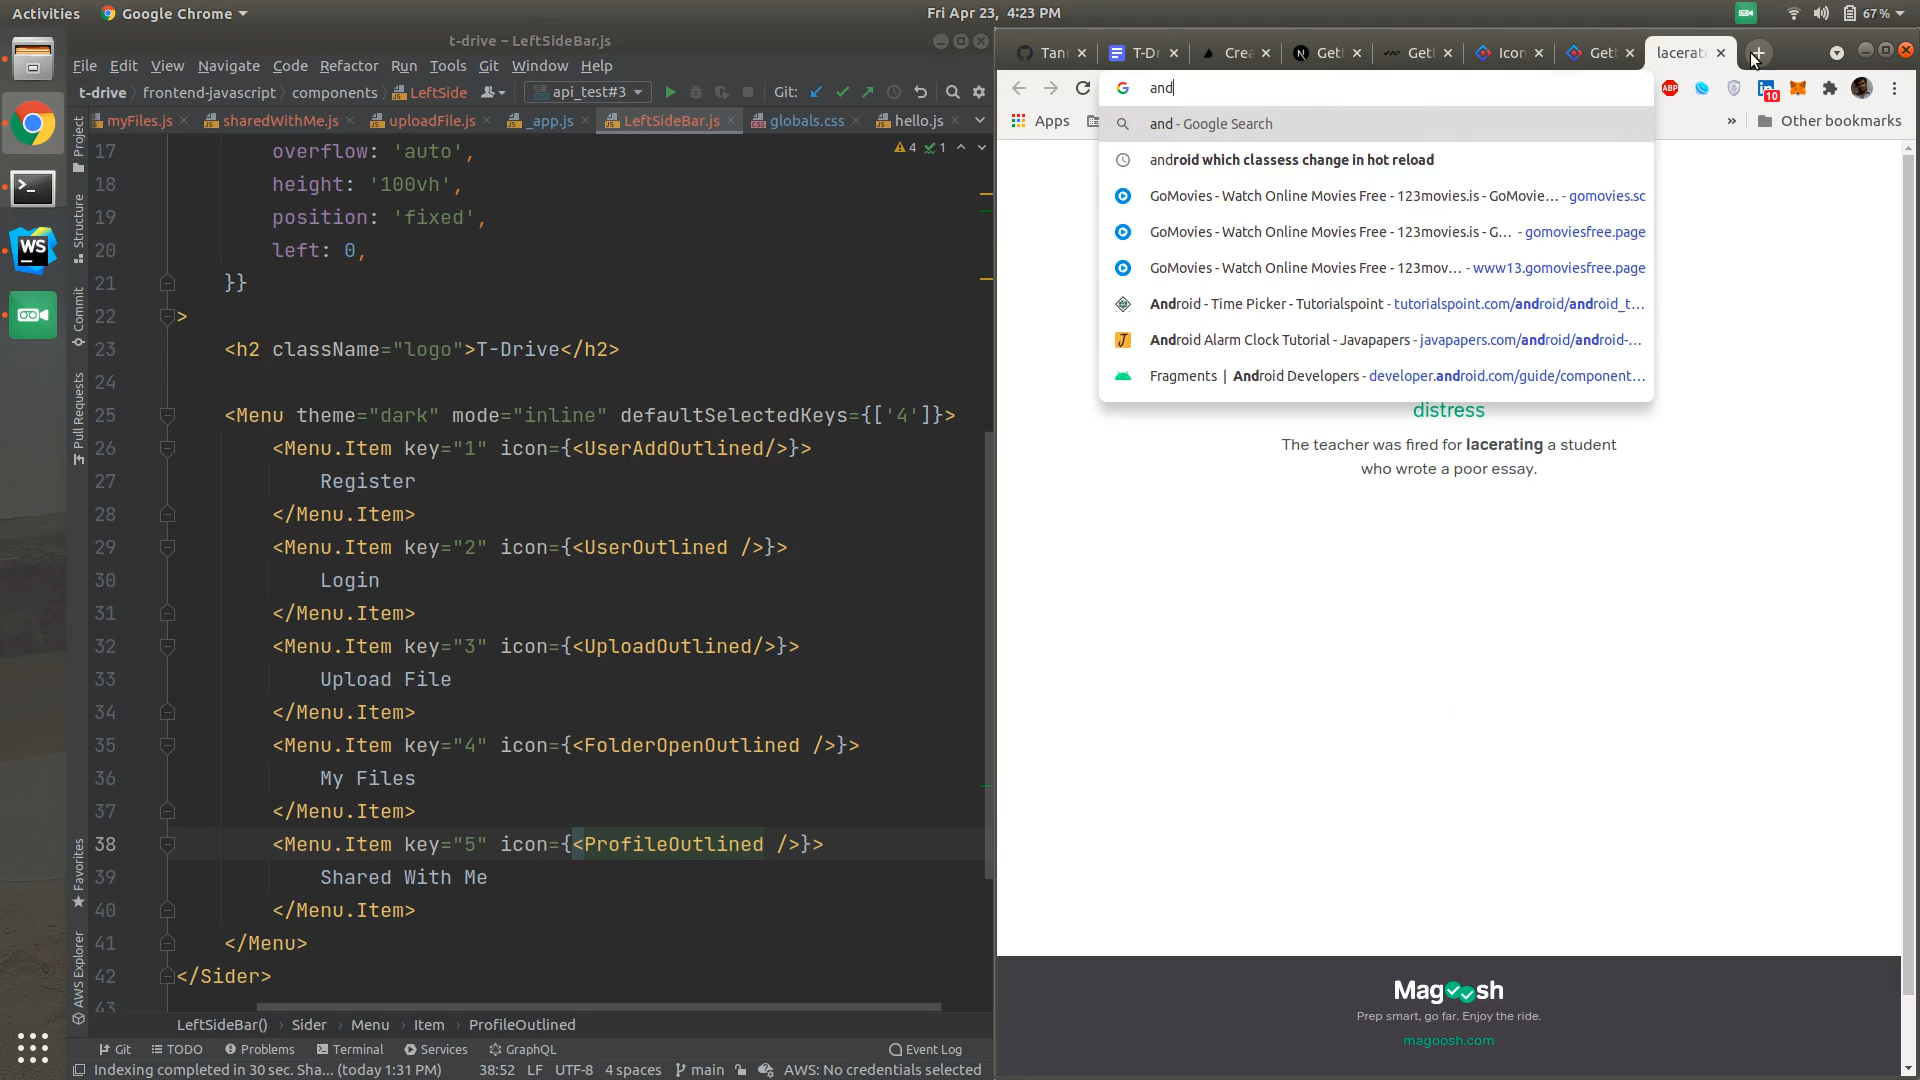 Activities
Google Chrome
Fri Apr 23, 4:23 PM
67%
t-drive – LeftSideBar.js
File Edit View Navigate Code Refactor Run Tools Git Window Help
t-drive frontend-javascript components LeftSide api_test#3 Git:
myFiles.js sharedWithMe.js uploadFile.js _app.js LeftSideBar.js globals.css hello.js
4 1
17 overflow: 'auto',
18 height: '100vh',
19 position: 'fixed',
20 left: 0,
21 }}
22 >
23 <h2 className="logo">T-Drive</h2>
24
25 <Menu theme="dark" mode="inline" defaultSelectedKeys={['4']}>
26 <Menu.Item key="1" icon={<UserAddOutlined/>}>
27 Register
28 </Menu.Item>
29 <Menu.Item key="2" icon={<UserOutlined />}>
30 Login
31 </Menu.Item>
32 <Menu.Item key="3" icon={<UploadOutlined/>}>
33 Upload File
34 </Menu.Item>
35 <Menu.Item key="4" icon={<FolderOpenOutlined />}>
36 My Files
37 </Menu.Item>
38 <Menu.Item key="5" icon={<ProfileOutlined />}>
39 Shared With Me
40 </Menu.Item>
41 </Menu>
42 </Sider>
43
Project
Structure
Commit
Pull Requests
Favorites
AWS Explorer
WS
LeftSideBar() Sider Menu Item ProfileOutlined
Git TODO Problems Terminal Services GraphQL Event Log
Indexing completed in 30 sec. Sha... (today 1:31 PM) 38:52 LF UTF-8 4 spaces main AWS: No credentials selected
Tann T-Dr Crea Getti Getti Icon Getti lacerate
and
ABP
10
Apps
» Other bookmarks
and - Google Search
android which classess change in hot reload
GoMovies - Watch Online Movies Free - 123movies.is - GoMovie... - gomovies.sc
GoMovies - Watch Online Movies Free - 123movies.is - G... - gomoviesfree.page
GoMovies - Watch Online Movies Free - 123mov... - www13.gomoviesfree.page
Android - Time Picker - Tutorialspoint - tutorialspoint.com/android/android_t...
Android Alarm Clock Tutorial - Javapapers - javapapers.com/android/android-...
Fragments | Android Developers - developer.android.com/guide/component...
distress
The teacher was fired for lacerating a student
who wrote a poor essay.
Magoosh
Prep smart, go far. Enjoy the ride.
magoosh.com